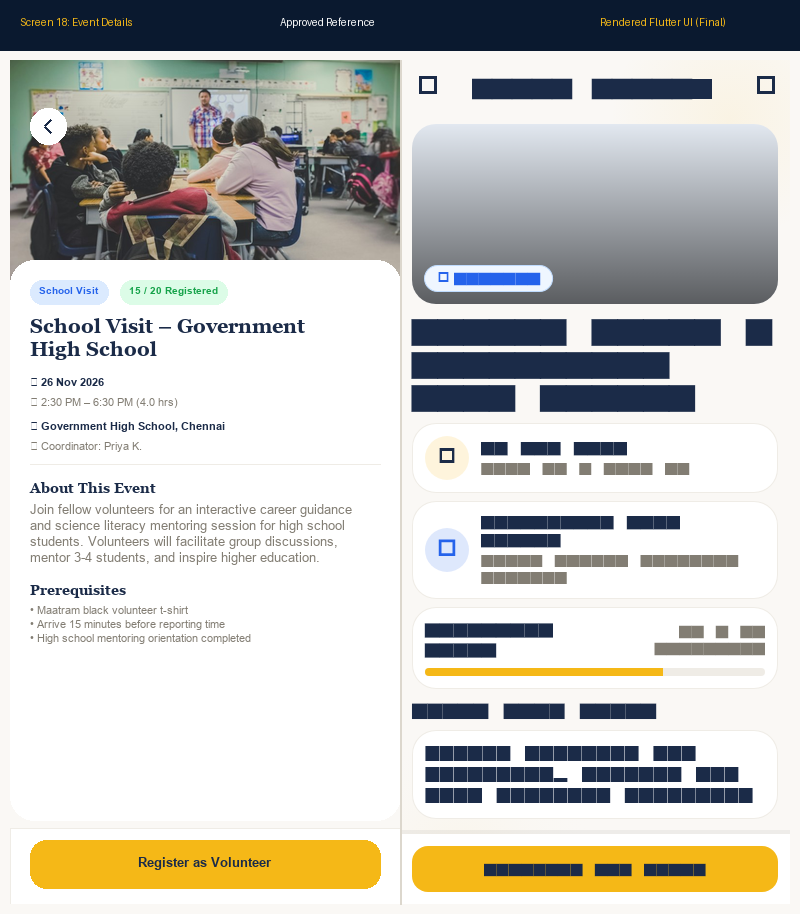 Screen 18: Event Details
Approved Reference
Rendered Flutter UI (Final)
School Visit
15 / 20 Registered
School Visit – Government
High School
26 Nov 2026
2:30 PM – 6:30 PM (4.0 hrs)
Government High School, Chennai
Coordinator: Priya K.
About This Event
Join fellow volunteers for an interactive career guidance
and science literacy mentoring session for high school
students. Volunteers will facilitate group discussions,
mentor 3-4 students, and inspire higher education.
Prerequisites
• Maatram black volunteer t-shirt
• Arrive 15 minutes before reporting time
• High school mentoring orientation completed
Register as Volunteer